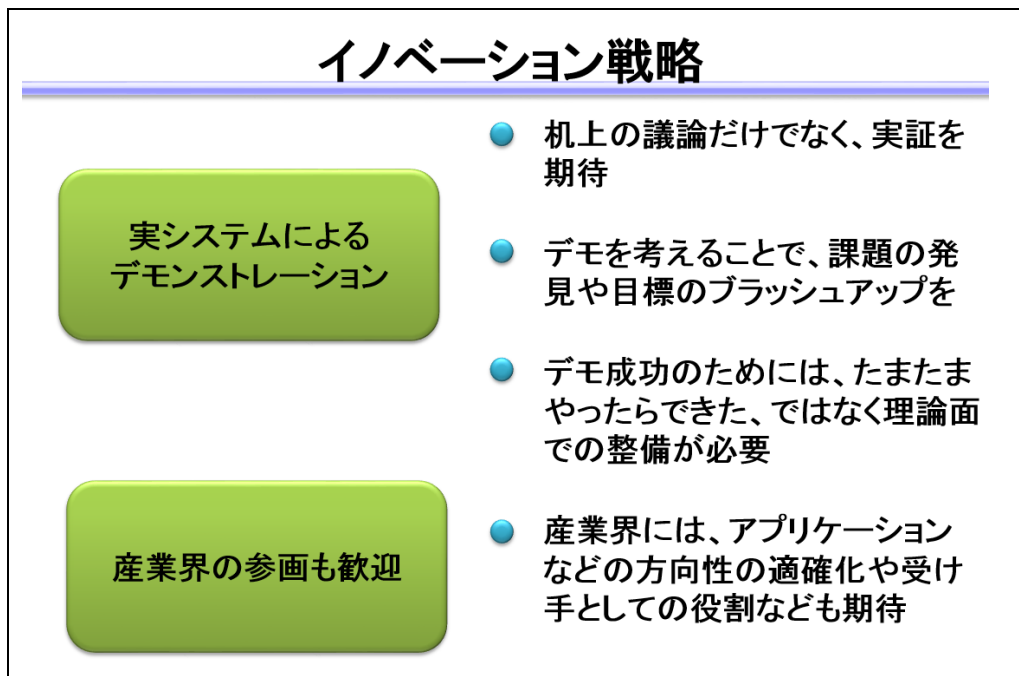 イノベーション戦略
実システムによる
デモンストレーション
机上の議論だけでなく、実証を
期待
デモを考えることで、課題の発
見や目標のブラッシュアップを
デモ成功のためには、たまたま
やったらできた、ではなく理論面
での整備が必要
産業界の参画も歓迎
産業界には、アプリケーション
などの方向性の適確化や受け
手としての役割なども期待